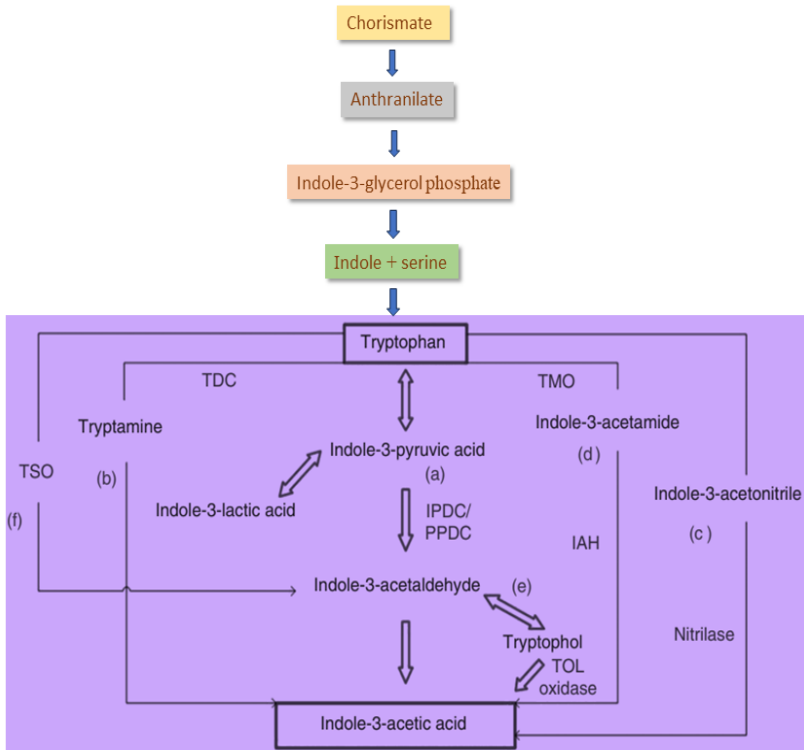 Chorismate
Anthranilate
Indole-3-glycerol phosphate
Indole + serine
Tryptophan
TDC
TMO
Tryptamine
Indole-3-acetamide
Indole-3-pyruvic acid
(d)
(a)
TSO
(b)
Indole-3-acetonitrile
Indole-3-lactic acid
IPDC/
PPDC
(f)
(c )
IAH
Indole-3-acetaldehyde
(e)
Tryptophol
Nitrilase
TOL
oxidase
Indole-3-acetic acid